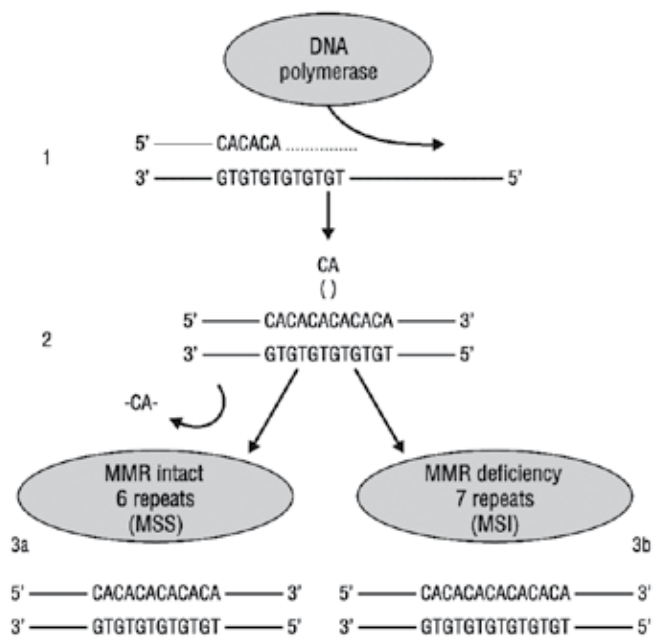 DNA
polymerase
1
5' CACACA ..............
3' GTGTGTGTGTGT 5'
CA
( )
2
5' CACACACACACA 3'
3' GTGTGTGTGTGT 5'
-CA-
MMR intact
6 repeats
(MSS)
MMR deficiency
7 repeats
(MSI)
3a
3b
5' CACACACACACA 3'
3' GTGTGTGTGTGT 5'
5' CACACACACACACA 3'
3' GTGTGTGTGTGTGT 5'